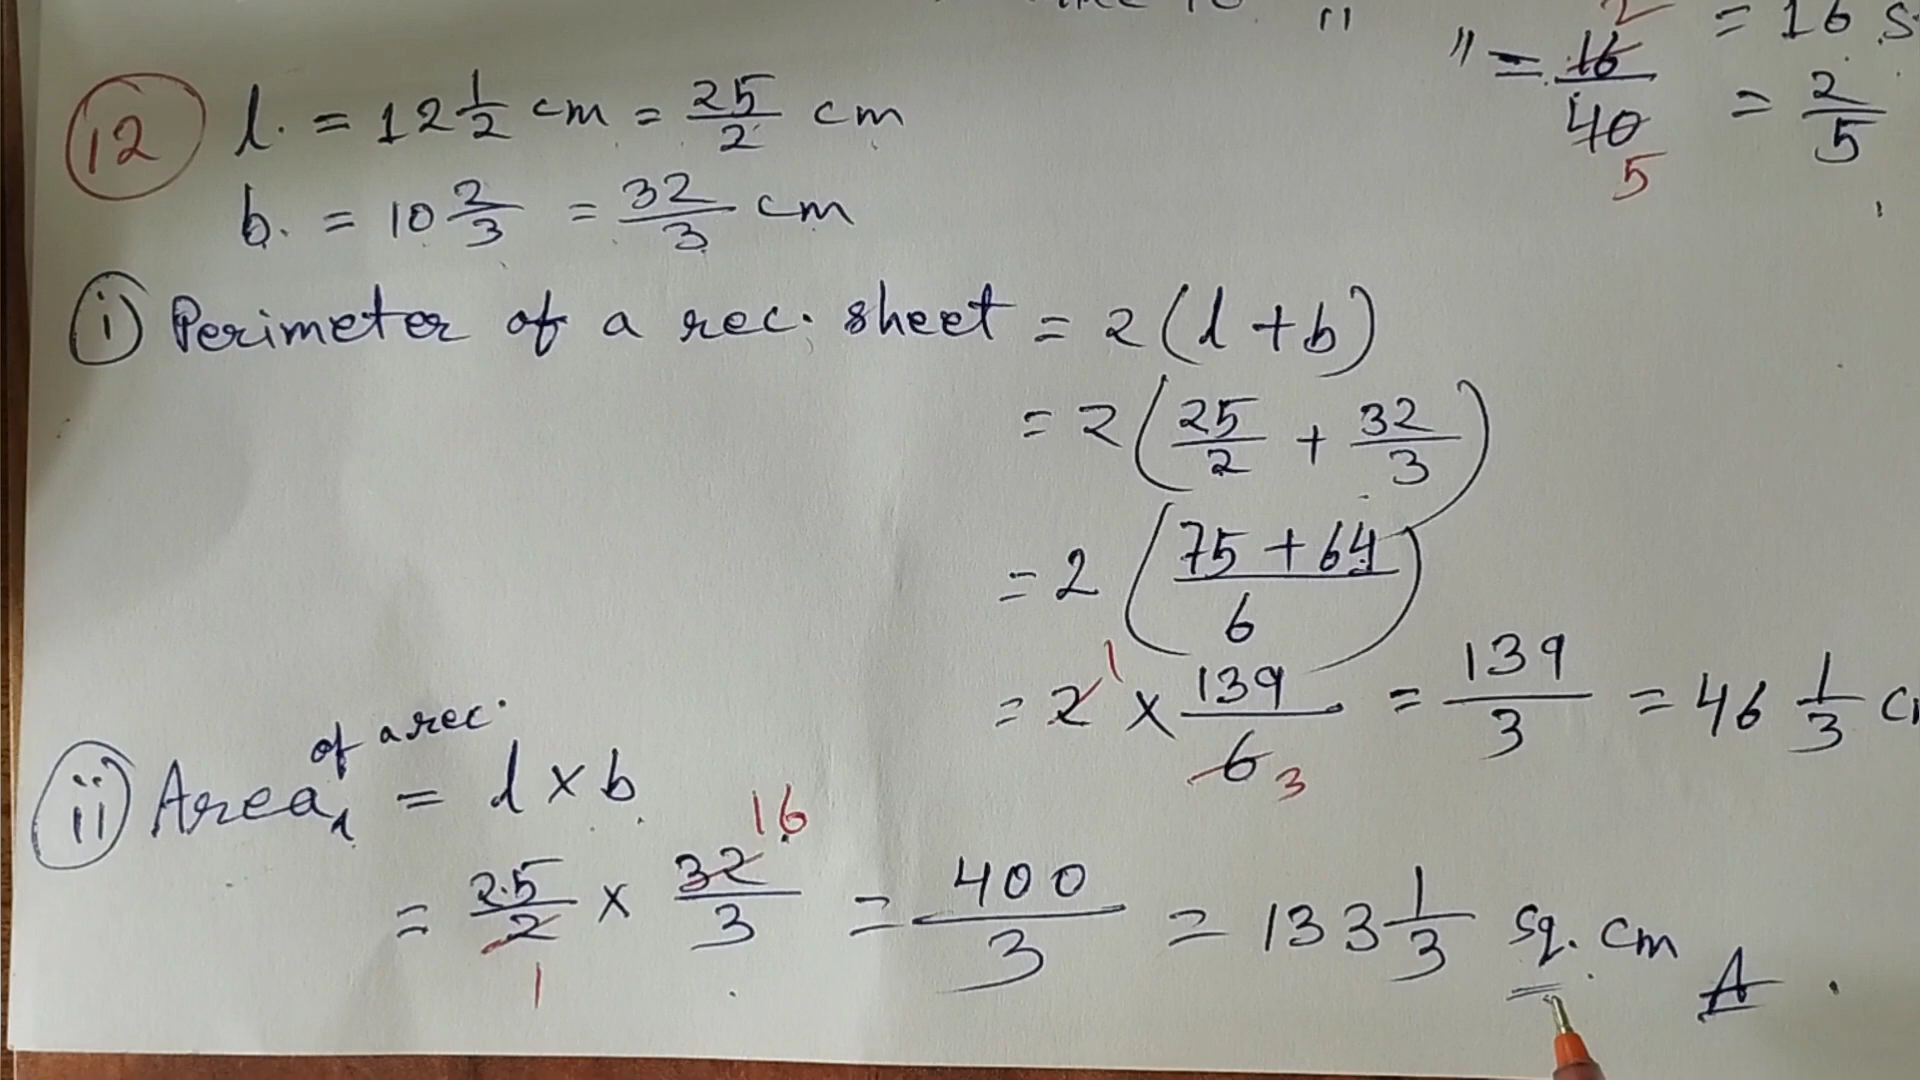 " = 16/40 = 2/5
2
5
= 16
12 l. = 12 1/2 cm = 25/2 cm
b. = 10 2/3 = 32/3 cm
i) Perimeter of a rec. sheet = 2(l+b)
= 2(25/2 + 32/3)
= 2(75+64/6)
= 2 1 × 139/6 3 = 139/3 = 46 1/3
ii) Area of a rec. = l × b
= 25/2 1 × 32 16/3 = 400/3 = 133 1/3 sq. cm A.